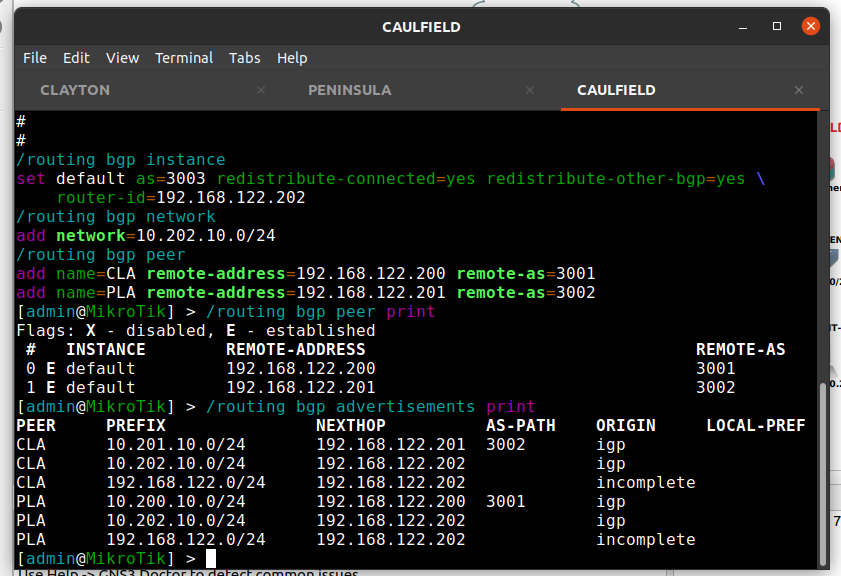 CAULFIELD
File Edit View Terminal Tabs Help
CLAYTON × PENINSULA × CAULFIELD ×
#
#
/routing bgp instance
set default as=3003 redistribute-connected=yes redistribute-other-bgp=yes \
router-id=192.168.122.202
/routing bgp network
add network=10.202.10.0/24
/routing bgp peer
add name=CLA remote-address=192.168.122.200 remote-as=3001
add name=PLA remote-address=192.168.122.201 remote-as=3002
[admin@MikroTik] > /routing bgp peer print
Flags: X - disabled, E - established
# INSTANCE REMOTE-ADDRESS REMOTE-AS
0 E default 192.168.122.200 3001
1 E default 192.168.122.201 3002
[admin@MikroTik] > /routing bgp advertisements print
PEER PREFIX NEXTHOP AS-PATH ORIGIN LOCAL-PREF
CLA 10.201.10.0/24 192.168.122.201 3002 igp
CLA 10.202.10.0/24 192.168.122.202 igp
CLA 192.168.122.0/24 192.168.122.202 incomplete
PLA 10.200.10.0/24 192.168.122.200 3001 igp
PLA 10.202.10.0/24 192.168.122.202 igp
PLA 192.168.122.0/24 192.168.122.202 incomplete
[admin@MikroTik] >
Use Help -> GNS3 Doctor to detect common issues